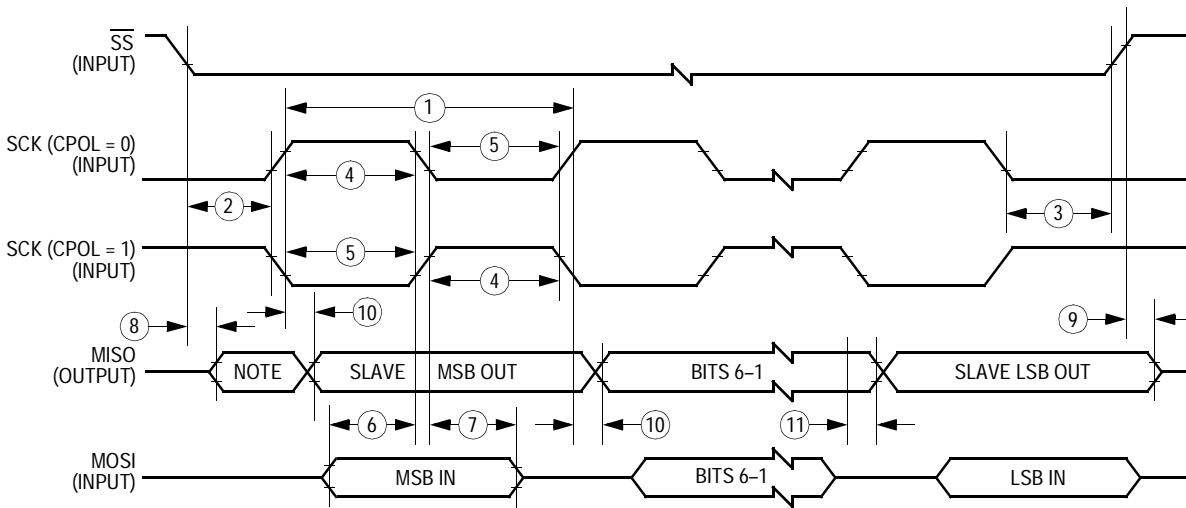 SS
(INPUT)
1
SCK (CPOL = 0)
(INPUT)
5
4
2
3
SCK (CPOL = 1)
(INPUT)
5
4
8
10
9
MISO
(OUTPUT)
NOTE
SLAVE MSB OUT
BITS 6–1
SLAVE LSB OUT
6
7
10
11
MOSI
(INPUT)
MSB IN
BITS 6–1
LSB IN